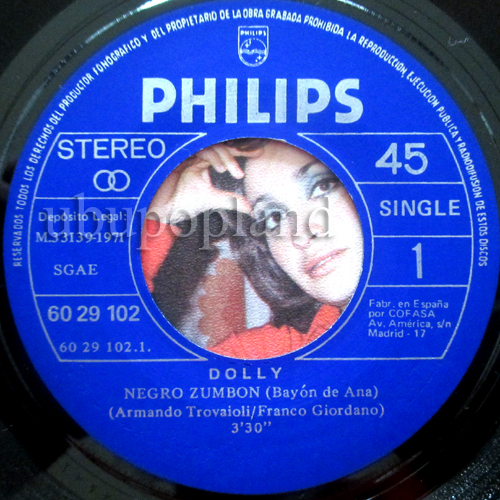 RESERVADOS TODOS LOS DERECHOS DEL PRODUCTOR FONOGRAFICO Y DEL PROPIETARIO DE LA OBRA GRABADA PROHIBIDA LA REPRODUCCION, EJECUCION PUBLICA Y RADIODIFUSION DE ESTOS DISCOS
PHILIPS
PHILIPS
STEREO
45
Depósito Legal:
M.33139-1971
SINGLE
SGAE
1
60 29 102
60 29 102.1.
Fabr. en España
por COFASA
Av. América, s/n
Madrid - 17
ubupopland
DOLLY
NEGRO ZUMBON (Bayón de Ana)
(Armando Trovaioli/Franco Giordano)
3'30"